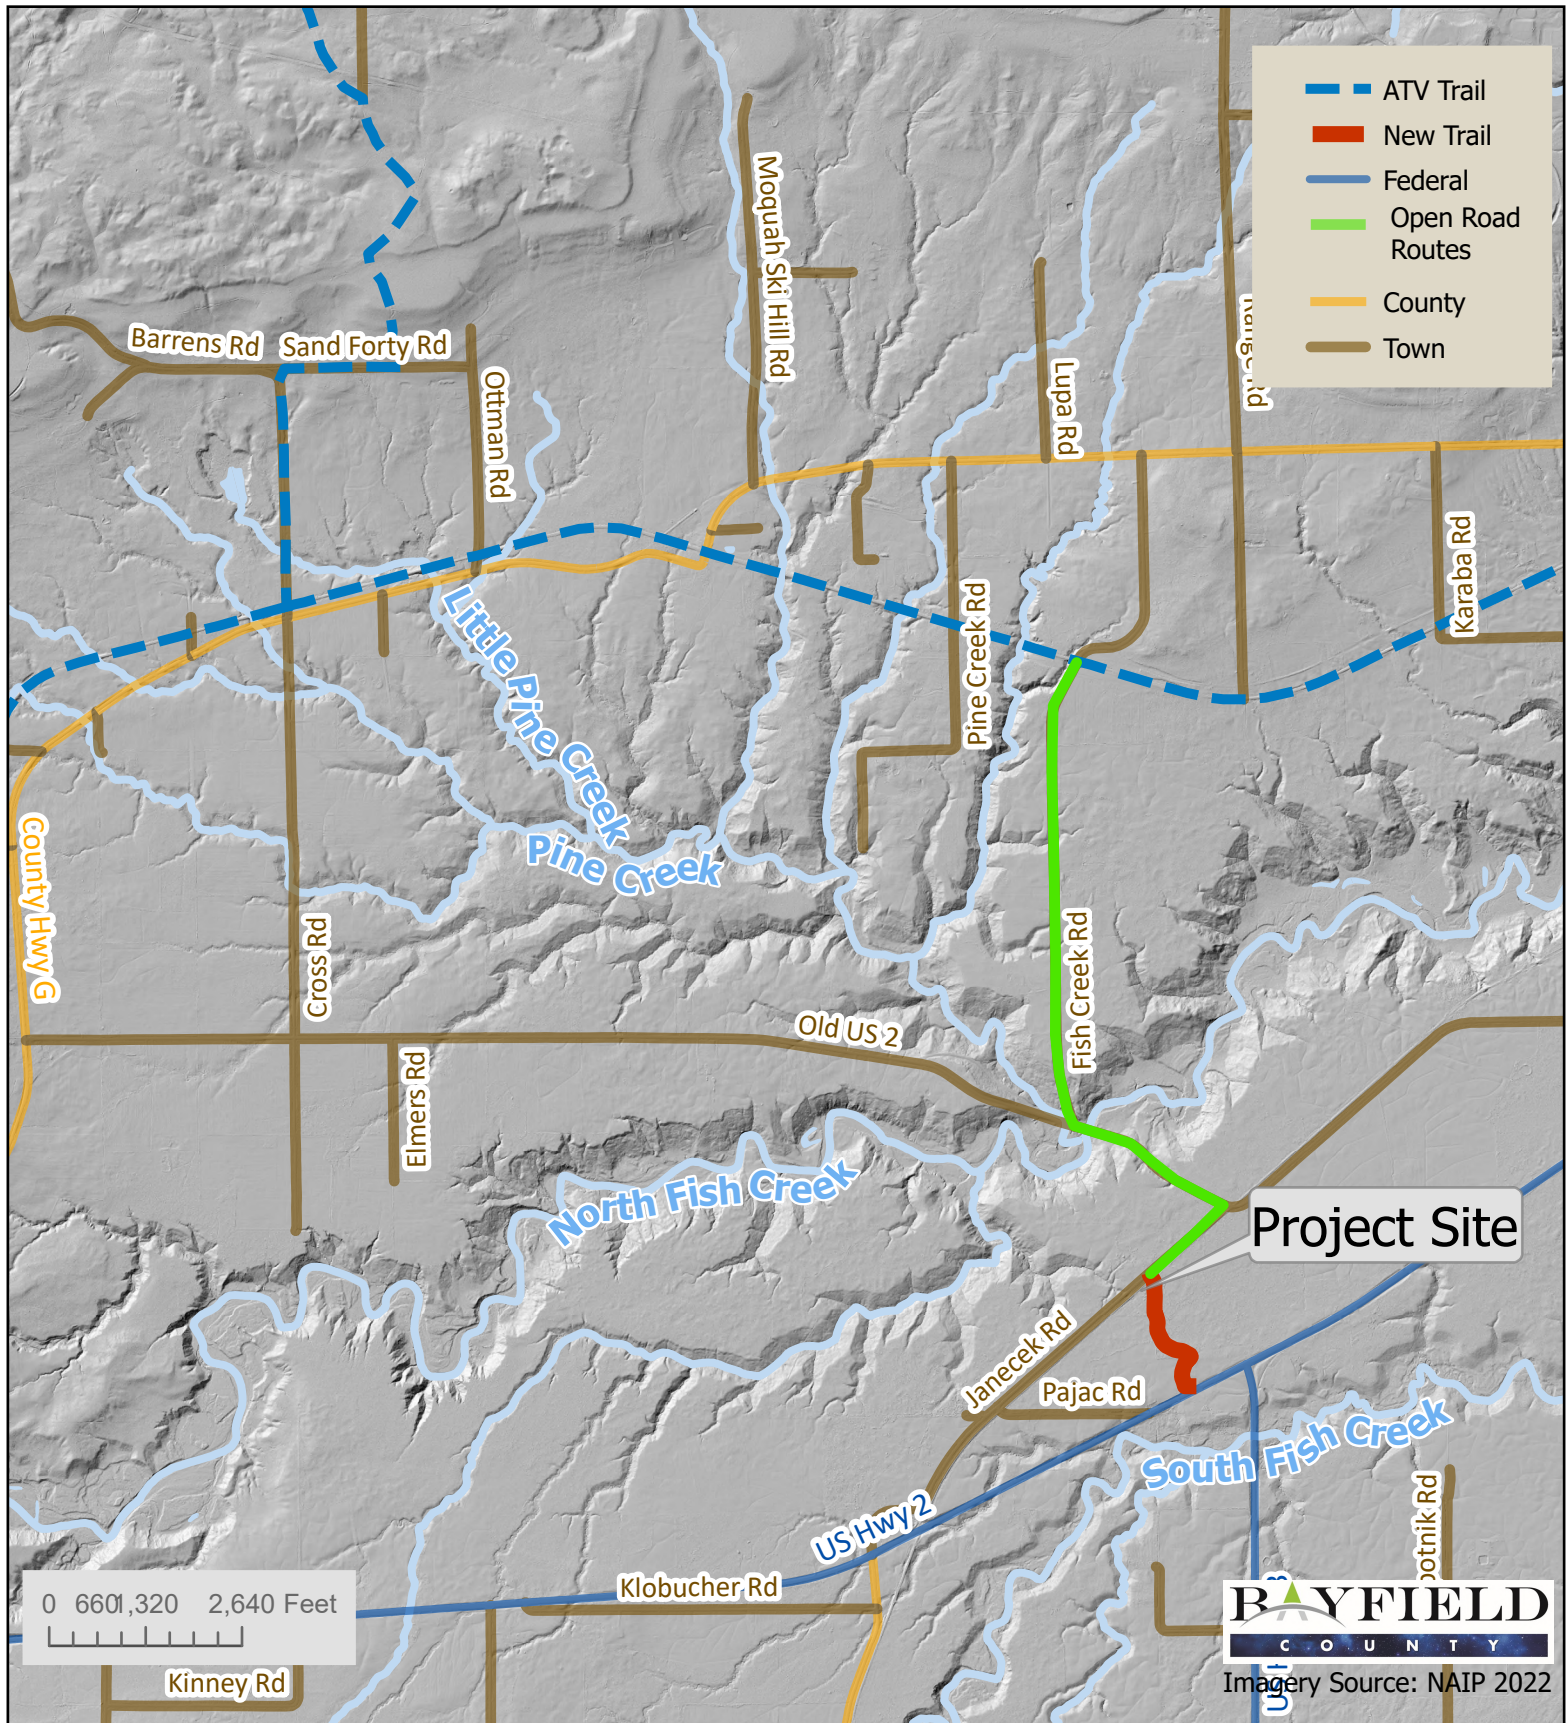 ATV Trail
New Trail
Federal
Open Road
Routes
County
Town
Moquah Ski Hill Rd
Barrens Rd
Sand Forty Rd
Ottman Rd
Lupa Rd
Karaba Rd
Little Pine Creek
Pine Creek Rd
Pine Creek
County Hwy G
Cross Rd
Fish Creek Rd
Old US 2
Elmers Rd
North Fish Creek
Project Site
Janecek Rd
Pajac Rd
South Fish Creek
US Hwy 2
Klobucher Rd
0 660 1,320 2,640 Feet
Kinney Rd
BAYFIELD
COUNTY
Imagery Source: NAIP 2022